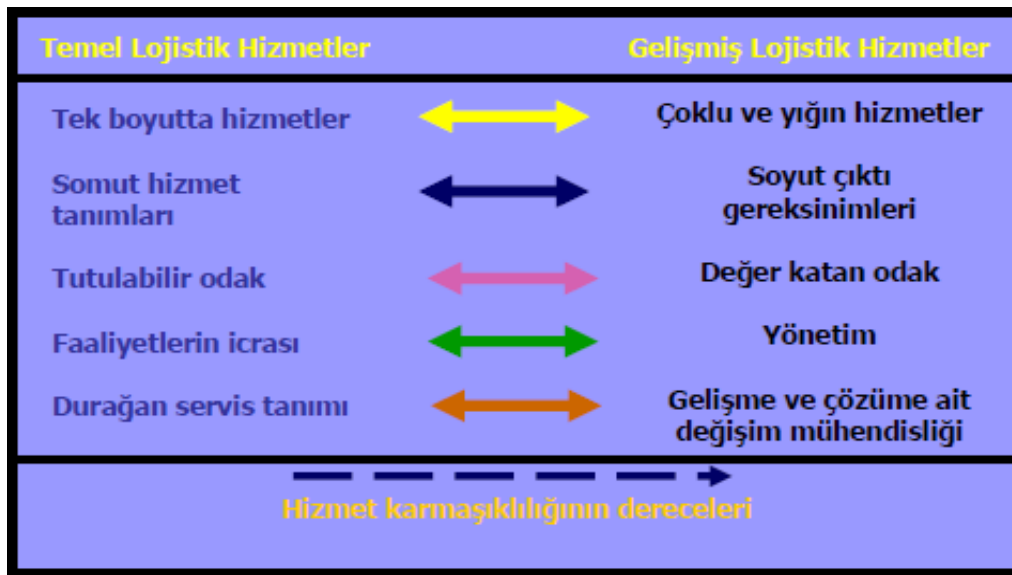 Temel Lojistik Hizmetler
Gelişmiş Lojistik Hizmetler
Tek boyutta hizmetler
Çoklu ve yığın hizmetler
Somut hizmet
tanımları
Soyut çıktı
gereksinimleri
Tutulabilir odak
Değer katan odak
Faaliyetlerin icrası
Yönetim
Durağan servis tanımı
Gelişme ve çözüme ait
değişim mühendisliği
Hizmet karmaşıklılığının dereceleri